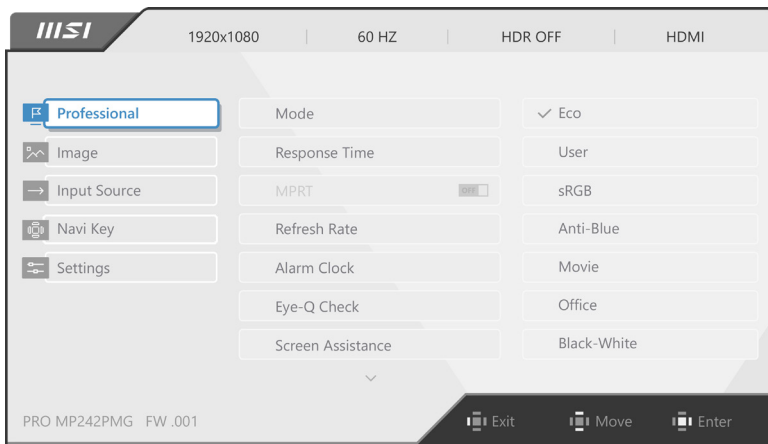 msi
1920x1080 60 HZ HDR OFF HDMI
Professional Mode Eco
Image Response Time User
Input Source MPRT OFF sRGB
Navi Key Refresh Rate Anti-Blue
Settings Alarm Clock Movie
Eye-Q Check Office
Screen Assistance Black-White
PRO MP242PMG FW .001 Exit Move Enter